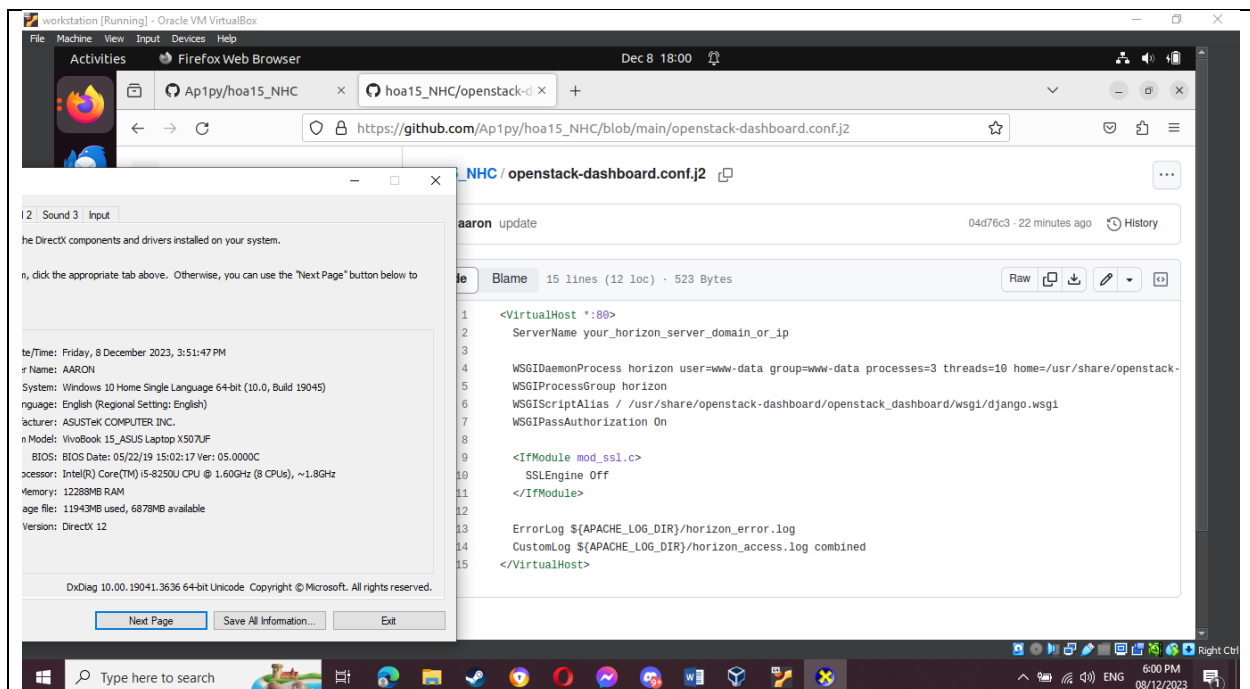 workstation [Running] - Oracle VM VirtualBox
File Machine View Input Devices Help
Activities Firefox Web Browser Dec 8 18:00
Ap1py/hoa15_NHC × hoa15_NHC/openstack-d × +
https://github.com/Ap1py/hoa15_NHC/blob/main/openstack-dashboard.conf.j2
_NHC / openstack-dashboard.conf.j2
aaron update 04d76c3 · 22 minutes ago History
Blame 15 lines (12 loc) · 523 Bytes Raw
1 <VirtualHost *:80>
2 ServerName your_horizon_server_domain_or_ip
3
4 WSGIDaemonProcess horizon user=www-data group=www-data processes=3 threads=10 home=/usr/share/openstack-
5 WSGIProcessGroup horizon
6 WSGIScriptAlias / /usr/share/openstack-dashboard/openstack_dashboard/wsgi/django.wsgi
7 WSGIPassAuthorization On
8
9 <IfModule mod_ssl.c>
10 SSLEngine Off
11 </IfModule>
12
13 ErrorLog ${APACHE_LOG_DIR}/horizon_error.log
14 CustomLog ${APACHE_LOG_DIR}/horizon_access.log combined
15 </VirtualHost>
2 Sound 3 Input
he DirectX components and drivers installed on your system.
, click the appropriate tab above. Otherwise, you can use the "Next Page" button below to
te/Time: Friday, 8 December 2023, 3:51:47 PM
r Name: AARON
System: Windows 10 Home Single Language 64-bit (10.0, Build 19045)
nguage: English (Regional Setting: English)
facturer: ASUSTeK COMPUTER INC.
m Model: VivoBook 15_ASUS Laptop X507UF
BIOS: BIOS Date: 05/22/19 15:02:17 Ver: 05.0000C
ocessor: Intel(R) Core(TM) i5-8250U CPU @ 1.60GHz (8 CPUs), ~1.8GHz
Memory: 12288MB RAM
age file: 11943MB used, 6878MB available
Version: DirectX 12
DxDiag 10.00.19041.3636 64-bit Unicode Copyright © Microsoft. All rights reserved.
Next Page Save All Information... Exit
Right Ctrl
Type here to search ENG 6:00 PM
08/12/2023